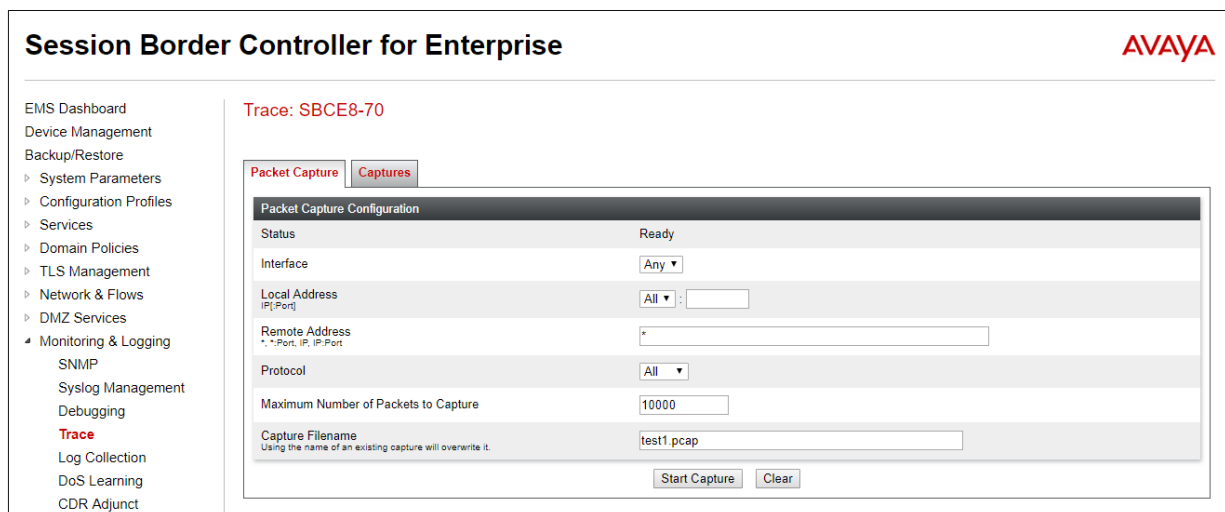 Session Border Controller for Enterprise
AVAYA
EMS Dashboard
Device Management
Backup/Restore
System Parameters
Configuration Profiles
Services
Domain Policies
TLS Management
Network & Flows
DMZ Services
Monitoring & Logging
SNMP
Syslog Management
Debugging
Trace
Log Collection
DoS Learning
CDR Adjunct
Trace: SBCE8-70
Packet Capture Captures
Packet Capture Configuration
Status Ready
Interface Any
Local Address
IP[:Port]
All :
Remote Address
*, *:Port, IP, IP:Port
*
Protocol All
Maximum Number of Packets to Capture 10000
Capture Filename
Using the name of an existing capture will overwrite it.
test1.pcap
Start Capture Clear